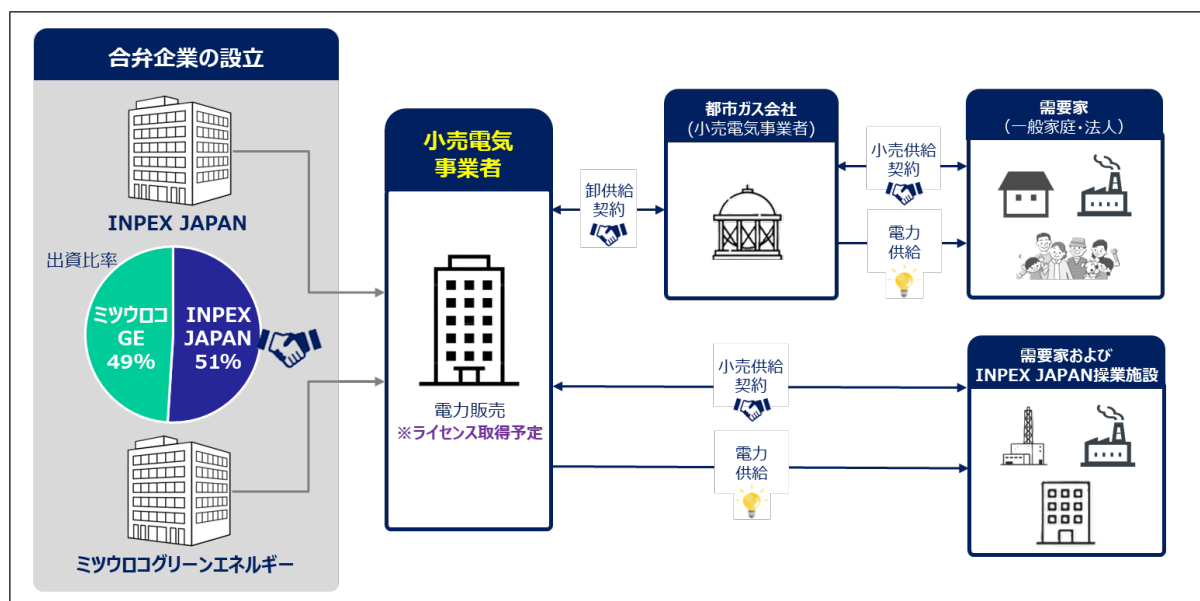 合弁企業の設立
INPEX JAPAN
出資比率
ミツウロコ
GE
49%
INPEX
JAPAN
51%
ミツウロコグリーンエネルギー
小売電気
事業者
電力販売
※ライセンス取得予定
卸供給
契約
都市ガス会社
(小売電気事業者)
小売供給
契約
電力
供給
需要家
(一般家庭・法人)
小売供給
契約
電力
供給
需要家および
INPEX JAPAN操業施設